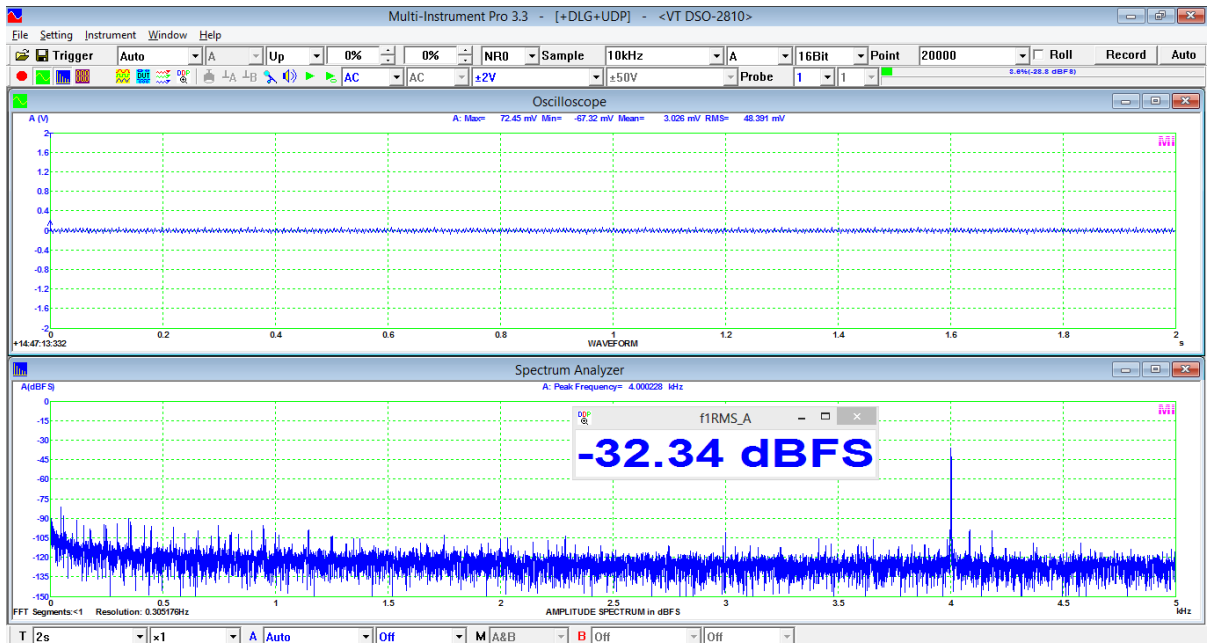 Multi-Instrument Pro 3.3 - [+DLG+UDP] - <VT DSO-2810>
File Setting Instrument Window Help
Trigger Auto A Up 0% 0% NR0 Sample 10kHz A 16Bit Point 20000 Roll Record Auto
AC AC ±2V ±50V Probe 1 1 3.6%(-28.8 dBFS)
Oscilloscope
A (V) A: Max= 72.45 mV Min= -67.32 mV Mean= 3.026 mV RMS= 48.391 mV
2
1.6
1.2
0.8
0.4
0
-0.4
-0.8
-1.2
-1.6
-2
0 0.2 0.4 0.6 0.8 1 1.2 1.4 1.6 1.8 2
+14:47:13:332 WAVEFORM s
Spectrum Analyzer
A(dBFS) A: Peak Frequency= 4.000228 kHz
f1RMS_A
-32.34 dBFS
0
-15
-30
-45
-60
-75
-90
-105
-120
-135
-150
0 0.5 1 1.5 2 2.5 3 3.5 4 4.5 5
FFT Segments:<1 Resolution: 0.305176Hz AMPLITUDE SPECTRUM in dBFS kHz
T 2s x1 A Auto Off M A&B B Off Off